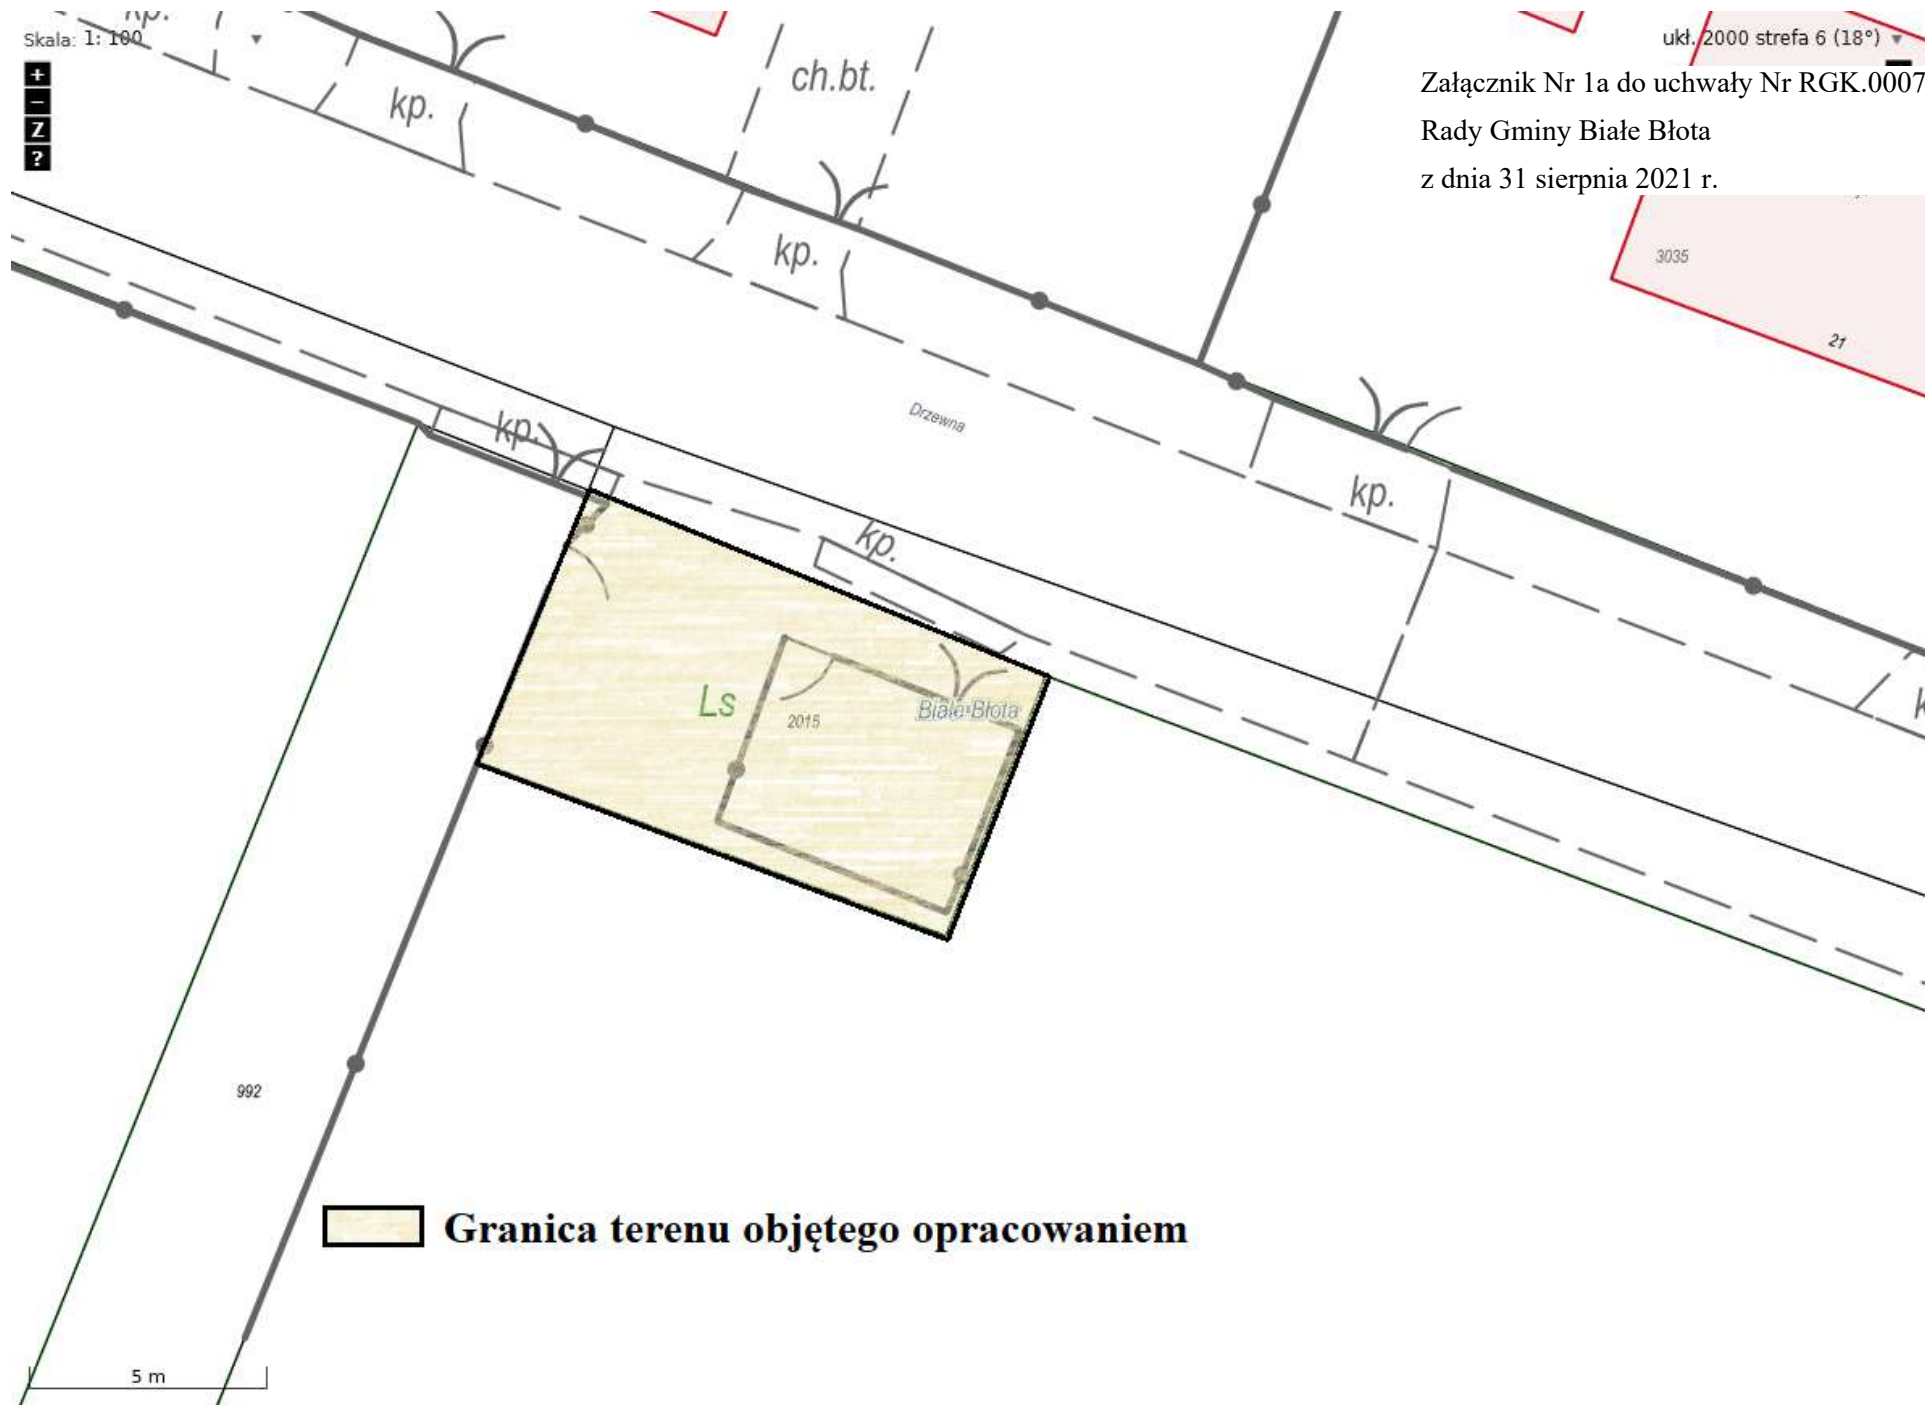 kp.
Skala: 1: 100
ukł. 2000 strefa 6 (18°)
+
−
Z
?
Załącznik Nr 1a do uchwały Nr RGK.0007
Rady Gminy Białe Błota
z dnia 31 sierpnia 2021 r.
ch.bt.
kp.
kp.
3035
21
Drzewna
kp.
kp.
kp.
Ls
2015
Białe Błota
992
Granica terenu objętego opracowaniem
5 m